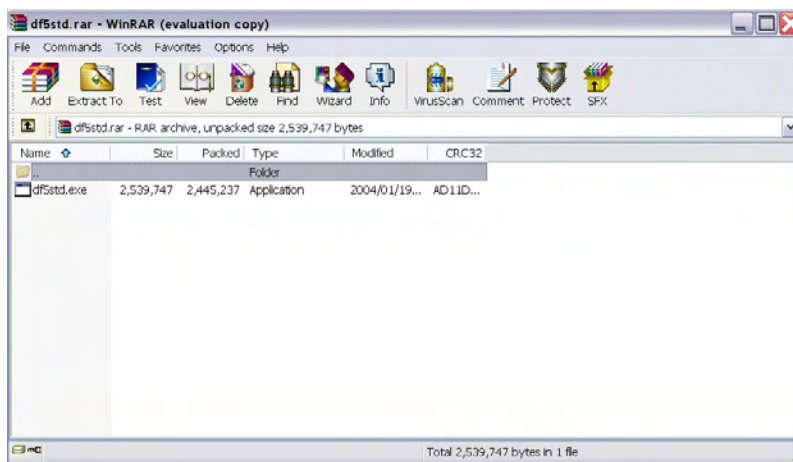 df5std.rar - WinRAR (evaluation copy)
File Commands Tools Favorites Options Help
Add Extract To Test View Delete Find Wizard Info VirusScan Comment Protect SFX
df5std.rar - RAR archive, unpacked size 2,539,747 bytes
Name Size Packed Type Modified CRC32
.. Folder
df5std.exe 2,539,747 2,445,237 Application 2004/01/19... AD11D...
Total 2,539,747 bytes in 1 file